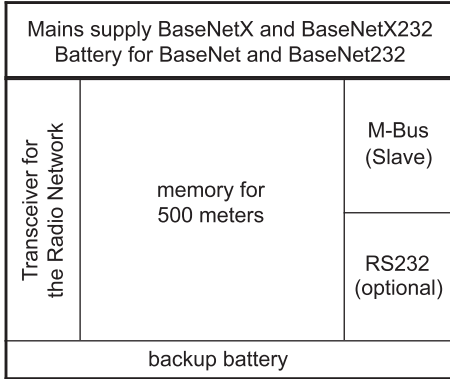 Mains supply BaseNetX and BaseNetX232
Battery for BaseNet and BaseNet232
Transceiver for
the Radio Network
memory for
500 meters
M-Bus
(Slave)
RS232
(optional)
backup battery